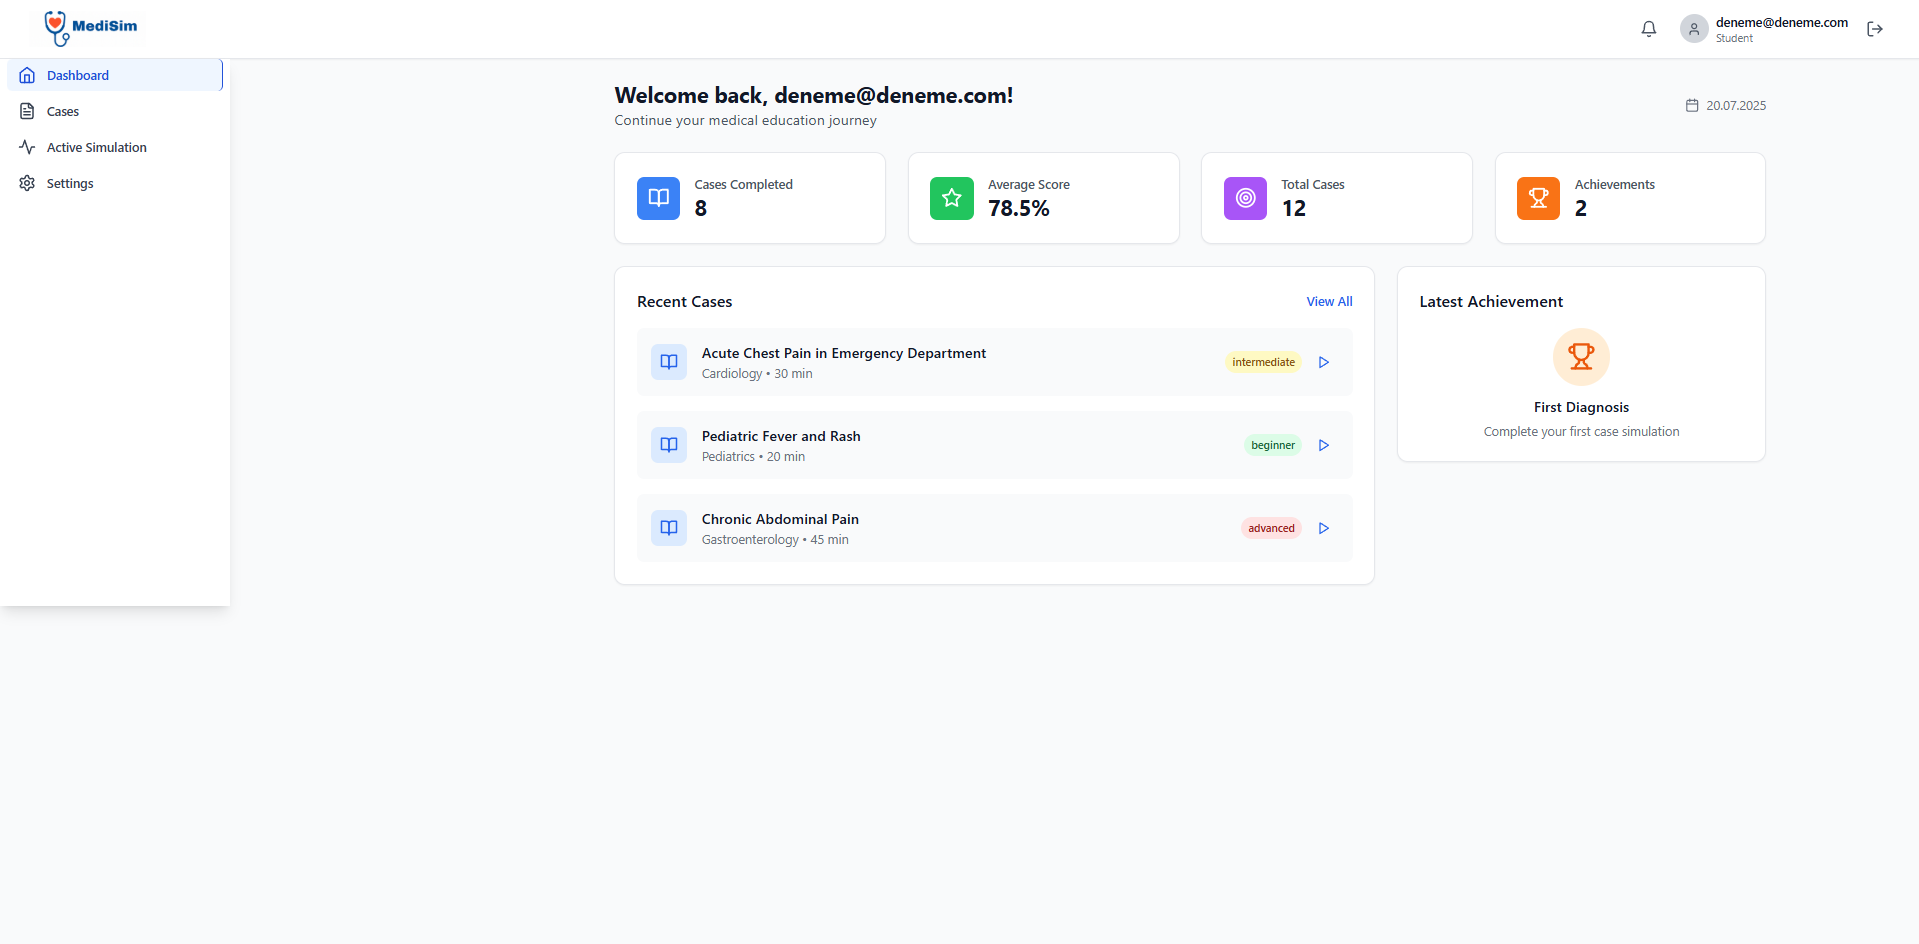 MediSim
deneme@deneme.com
Student
Dashboard
Cases
Active Simulation
Settings
Welcome back, deneme@deneme.com!
Continue your medical education journey
20.07.2025
Cases Completed
8
Average Score
78.5%
Total Cases
12
Achievements
2
Recent Cases
View All
Acute Chest Pain in Emergency Department
Cardiology • 30 min
intermediate
Pediatric Fever and Rash
Pediatrics • 20 min
beginner
Chronic Abdominal Pain
Gastroenterology • 45 min
advanced
Latest Achievement
First Diagnosis
Complete your first case simulation